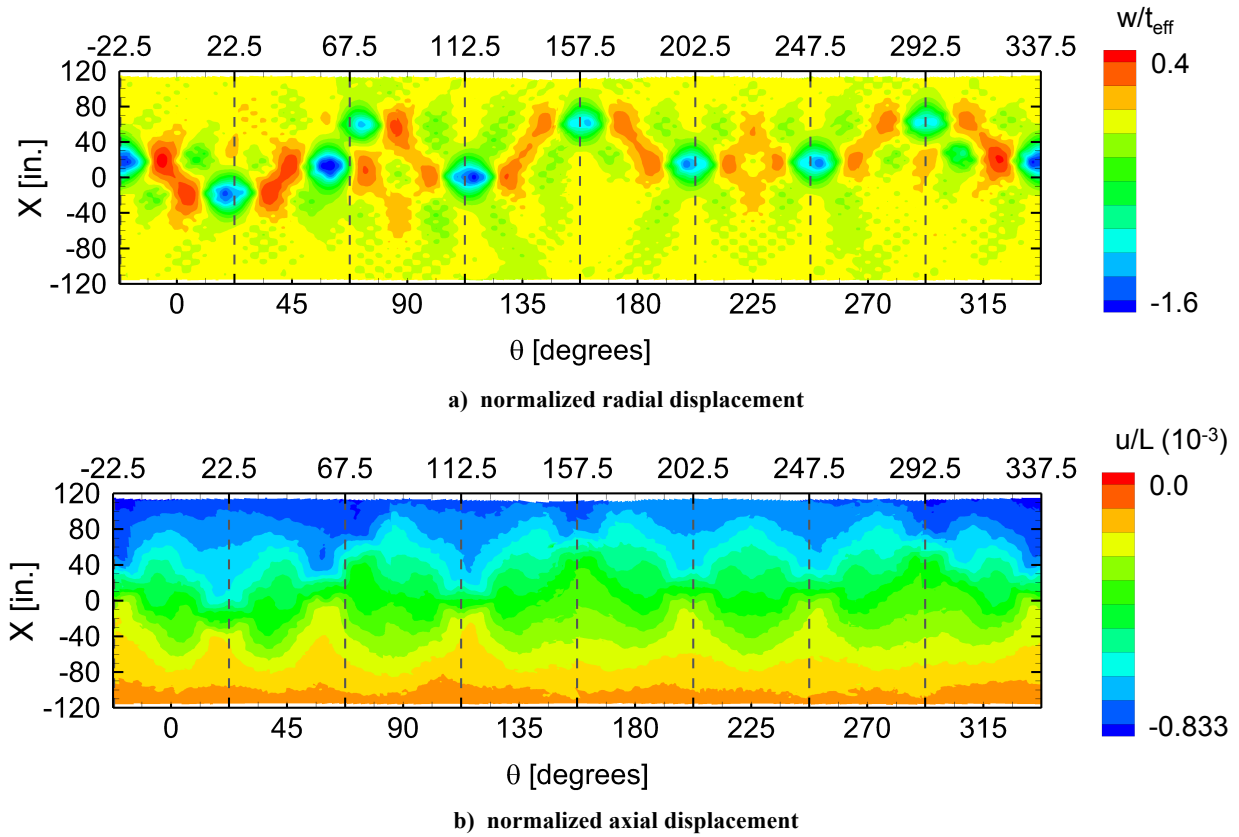 w/t_eff
-22.5 22.5 67.5 112.5 157.5 202.5 247.5 292.5 337.5
0.4
120
80
40
0
-40
-80
-120
X [in.]
-1.6
0 45 90 135 180 225 270 315
θ [degrees]
a) normalized radial displacement
u/L (10⁻³)
-22.5 22.5 67.5 112.5 157.5 202.5 247.5 292.5 337.5
0.0
120
80
40
0
-40
-80
-120
X [in.]
-0.833
0 45 90 135 180 225 270 315
θ [degrees]
b) normalized axial displacement